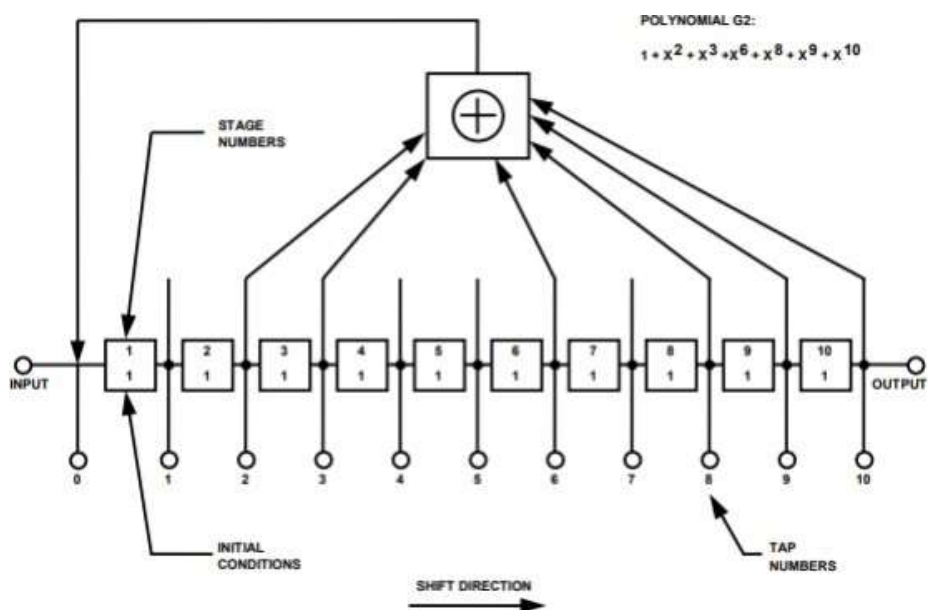 POLYNOMIAL G2:
1 + X2 + X3 +X6 + X8 + X9 + X10
STAGE
NUMBERS
1 2 3 4 5 6 7 8 9 10
1 1 1 1 1 1 1 1 1 1
INPUT
OUTPUT
0 1 2 3 4 5 6 7 8 9 10
INITIAL
CONDITIONS
TAP
NUMBERS
SHIFT DIRECTION